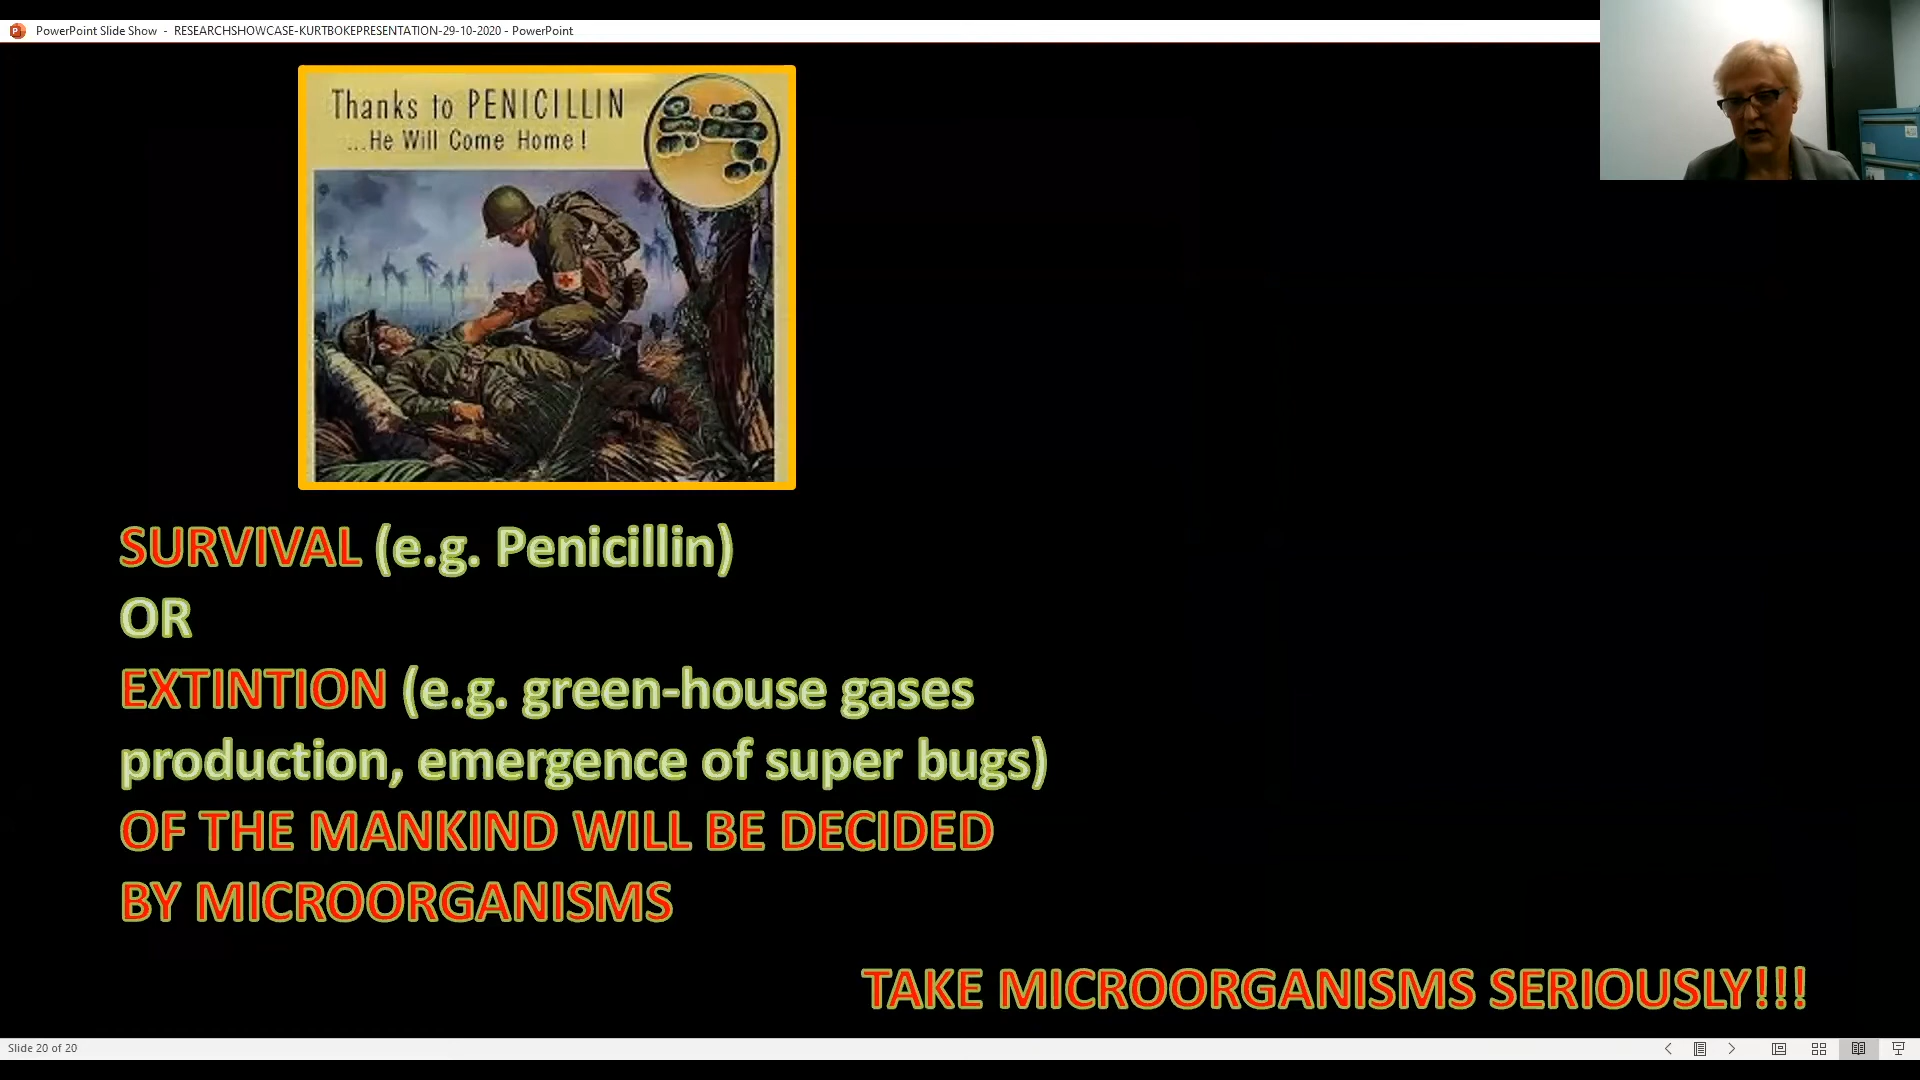 PowerPoint Slide Show - RESEARCHSHOWCASE-KURTBOKEPRESENTATION-29-10-2020 - PowerPoint
Thanks to PENICILLIN
...He Will Come Home!
SURVIVAL (e.g. Penicillin)
OR
EXTINTION (e.g. green-house gases
production, emergence of super bugs)
OF THE MANKIND WILL BE DECIDED
BY MICROORGANISMS
TAKE MICROORGANISMS SERIOUSLY!!!
Slide 20 of 20